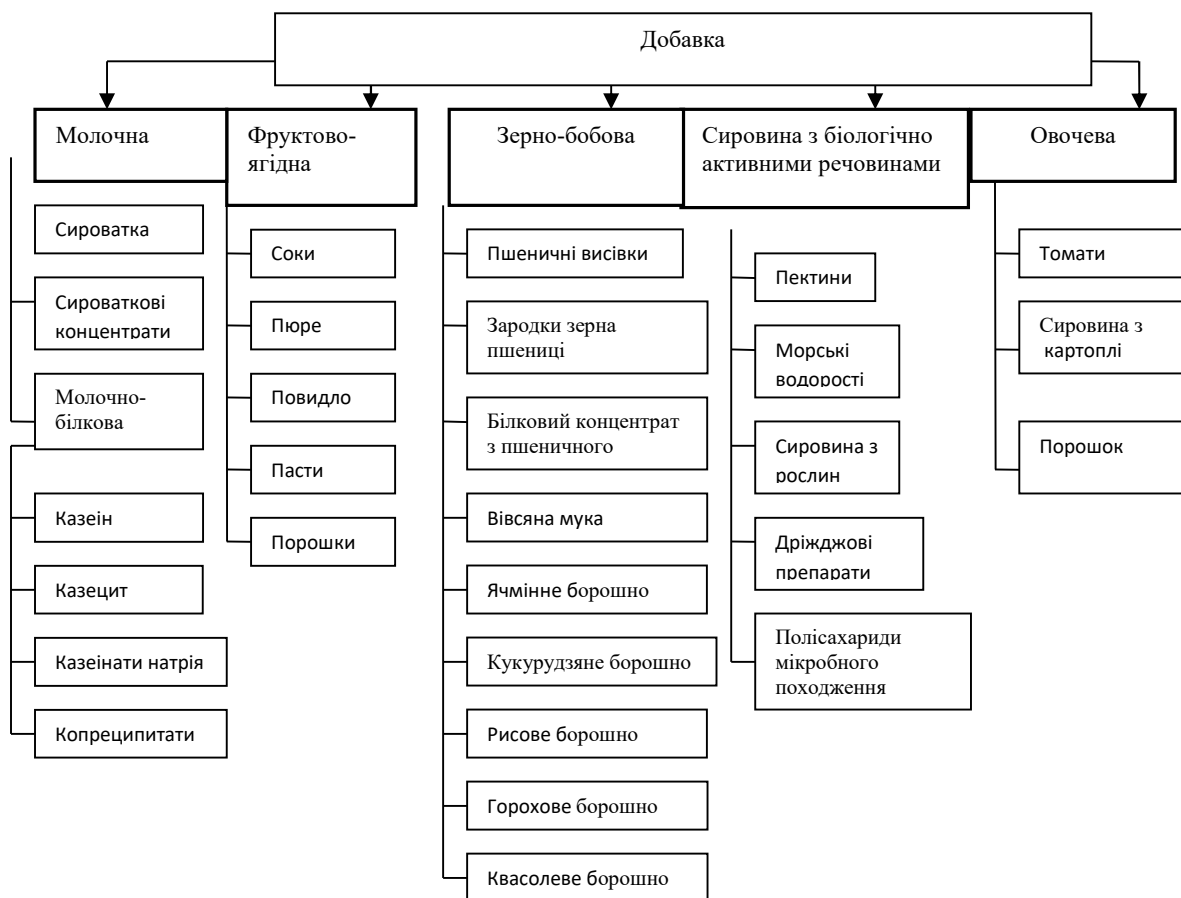 Добавка
Молочна
Фруктово-
ягідна
Зерно-бобова
Сировина з біологічно
активними речовинами
Овочева
Сироватка
Сироваткові
концентрати
Молочно-
білкова
Казеін
Казецит
Казеінати натрія
Копреципитати
Соки
Пюре
Повидло
Пасти
Порошки
Пшеничні висівки
Зародки зерна
пшениці
Білковий концентрат
з пшеничного
Вівсяна мука
Ячмінне борошно
Кукурудзяне борошно
Рисове борошно
Горохове борошно
Квасолеве борошно
Пектини
Морські
водорості
Сировина з
рослин
Дріжджові
препарати
Полісахариди
мікробного
походження
Томати
Сировина з
картоплі
Порошок